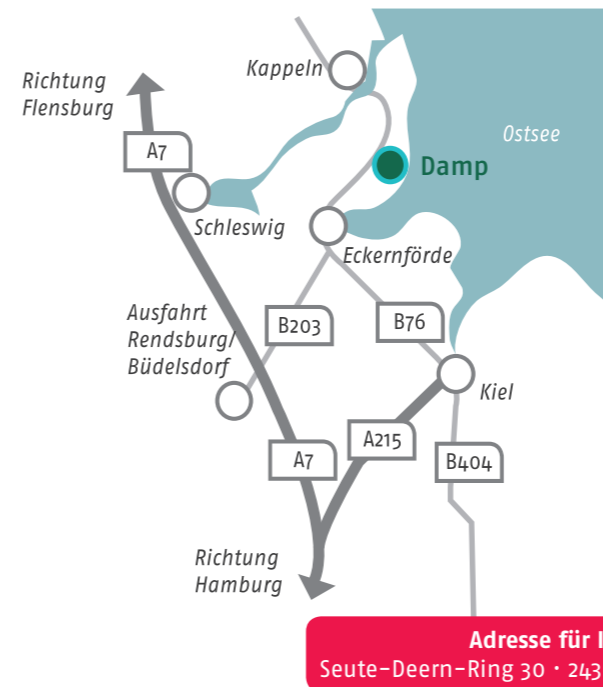 Kappeln
Richtung
Flensburg
Ostsee
A7
Damp
Schleswig
Eckernförde
Ausfahrt
Rendsburg/
Büdelsdorf
B203
B76
Kiel
A215
A7
B404
Richtung
Hamburg
Adresse für
Seute-Deern-Ring 30 · 243